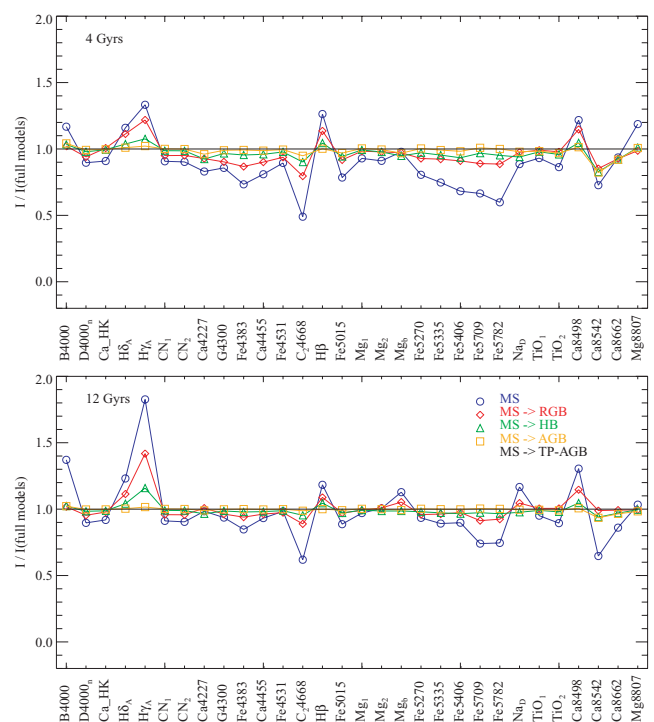 2.0
4 Gyrs
1.5
1.0
0.5
0.0
I / I(full models)
B4000
D4000n
Ca_HK
HδA
HγA
CN1
CN2
Ca4227
G4300
Fe4383
Ca4455
Fe4531
C24668
Hβ
Fe5015
Mg1
Mg2
Mgb
Fe5270
Fe5335
Fe5406
Fe5709
Fe5782
NaD
TiO1
TiO2
Ca8498
Ca8542
Ca8662
Mg8807
2.0
12 Gyrs
MS
MS -> RGB
MS -> HB
MS -> AGB
MS -> TP-AGB
1.5
1.0
0.5
0.0
I / I(full models)
B4000
D4000n
Ca_HK
HδA
HγA
CN1
CN2
Ca4227
G4300
Fe4383
Ca4455
Fe4531
C24668
Hβ
Fe5015
Mg1
Mg2
Mgb
Fe5270
Fe5335
Fe5406
Fe5709
Fe5782
NaD
TiO1
TiO2
Ca8498
Ca8542
Ca8662
Mg8807